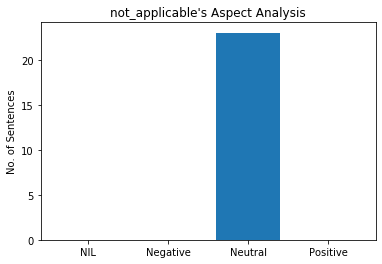 not_applicable's Aspect Analysis
No. of Sentences
20
15
10
5
0
NIL Negative Neutral Positive